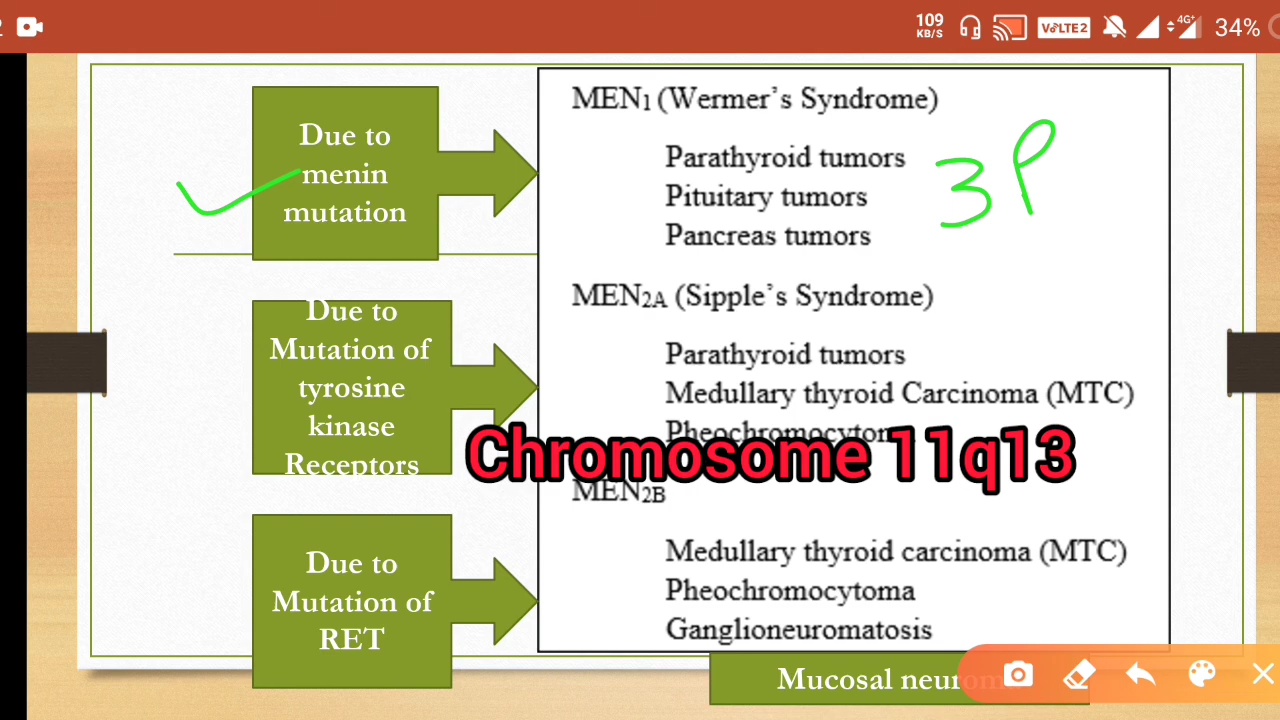 2
109
KB/S
VoLTE2
4G+
34%
Due to
menin
mutation
MEN1 (Wermer's Syndrome)
Parathyroid tumors
Pituitary tumors
Pancreas tumors
3P
Due to
Mutation of
tyrosine
kinase
Receptors
MEN2A (Sipple's Syndrome)
Parathyroid tumors
Medullary thyroid Carcinoma (MTC)
Chromosome 11q13
Due to
Mutation of
RET
MEN2B
Medullary thyroid carcinoma (MTC)
Pheochromocytoma
Ganglioneuromatosis
Mucosal